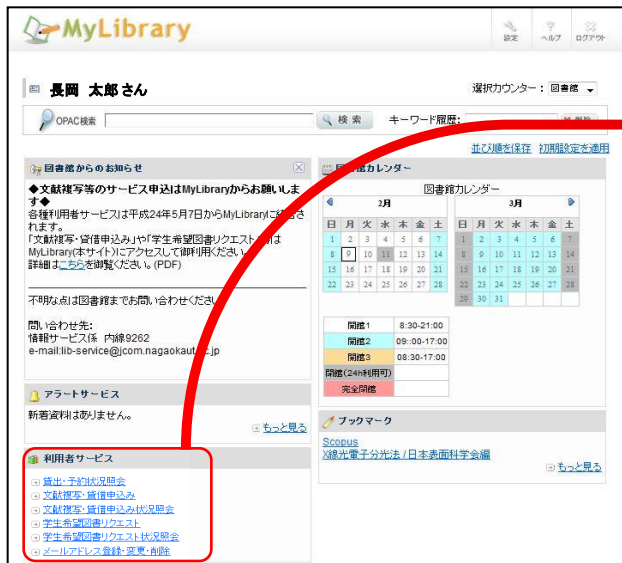 MyLibrary
設定
ヘルプ
ログアウト
長岡 太郎さん
選択カウンター： 図書館
OPAC検索
検索
キーワード履歴：
並び順を保存 初期設定を適用
図書館からのお知らせ
◆文献複写等のサービス申込はMyLibraryからお願いしま
す◆
各種利用者サービスは平成24年5月7日からMyLibraryに
れます。
「文献複写・貸借申込み」や「学生希望図書リクエスト
MyLibrary(本サイト)にアクセスして御利用ください。
詳細はこちらを御覧ください。(PDF)
不明な点は図書館までお問い合わせくだ
問い合わせ先：
情報サービス係 内線9262
e-mail:lib-service@jcom.nagaokaut
jp
アラートサービス
新着資料はありません。
もっと見る
利用者サービス
貸出・予約状況照会
文献複写・貸借申込み
文献複写・貸借申込み状況照会
学生希望図書リクエスト
学生希望図書リクエスト状況照会
メールアドレス登録・変更・削除
館カレンダー
図書館カレンダー
2月
日 月 火 水 木 金 土
1 2 3 4 5 6 7
8 9 10 11 12 13 14
15 16 17 18 19 20 21
22 23 24 25 26 27 28
3月
日 月 火 水 木 金 土
1 2 3 4 5 6 7
8 9 10 11 12 13 14
15 16 17 18 19 20 21
22 23 24 25 26 27 28
29 30 31
開館1 8:30-21:00
開館2 09::00-17:00
開館3 08:30-17:00
閉館(24h利用可)
完全閉館
ブックマーク
Scopus
X線光電子分光法 / 日本表面科学会編
もっと見る